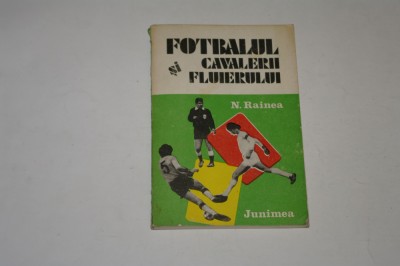 FOTBALUL
ȘI CAVALERII
FLUIERULUI
N. Rainea
Junimea